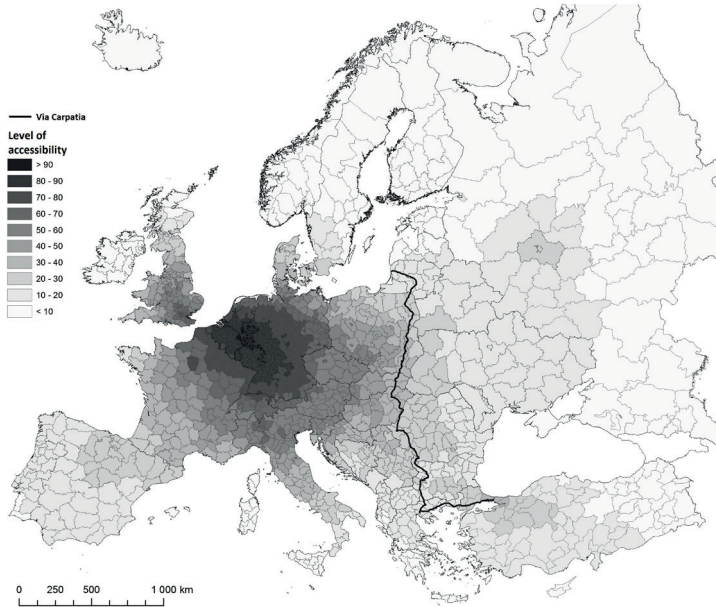 Via Carpatia
Level of
accessibility
> 90
80 - 90
70 - 80
60 - 70
50 - 60
40 - 50
30 - 40
20 - 30
10 - 20
< 10
0 250 500 1 000 km